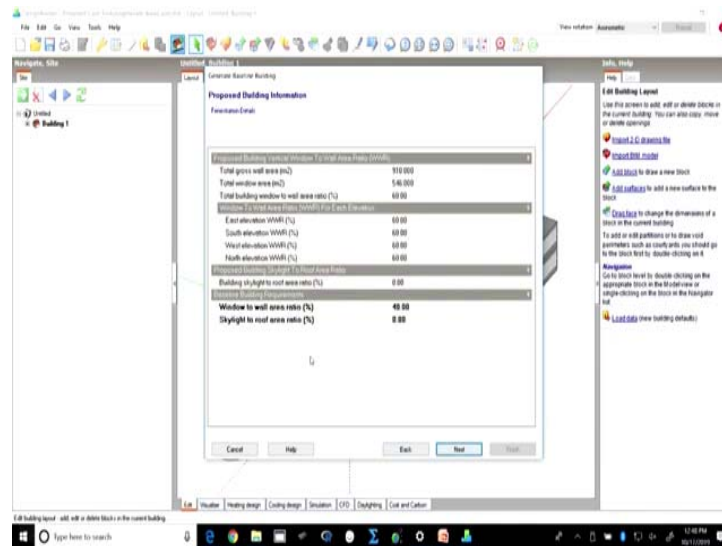 File Edit Go View Tools Help
View rotation Axonometric
Navigate, Site
Untitled, Building 1
Info, Help
Site
Layout
Generate Baseline Building
Help
Untitled
Building 1
Proposed Building Information
Fenestration Details
Proposed Building Vertical Window To Wall Area Ratio (WWR)
Total gross wall area (m2) 910.000
Total window area (m2) 546.000
Total building window to wall area ratio (%) 60.00
Window To Wall Area Ratio (WWR) For Each Elevation
East elevation WWR (%) 60.00
South elevation WWR (%) 60.00
West elevation WWR (%) 60.00
North elevation WWR (%) 60.00
Proposed Building Skylight To Roof Area Ratio
Building skylight to roof area ratio (%) 0.00
Baseline Building Requirements
Window to wall area ratio (%) 40.00
Skylight to roof area ratio (%) 0.00
Cancel Help Back Next
Edit Building Layout
Use this screen to add, edit or delete blocks in the current building. You can also copy, move or delete openings
Import 2-D drawing file
Import BIM model
Add block to draw a new block
Add surfaces to add a new surface to the block
Drag face to change the dimensions of a block in the current building
To add or edit partitions or to draw void perimeters such as courtyards you should go to the block first by double-clicking on it
Navigation
Go to block level by double-clicking on the appropriate block in the Model view or single-clicking on the block in the Navigator list
Load data (new building defaults)
Edit Visualise Heating design Cooling design Simulation CFD Daylighting Cost and Carbon
Edit building layout - add, edit or delete blocks in the current building
Type here to search
12:48 PM